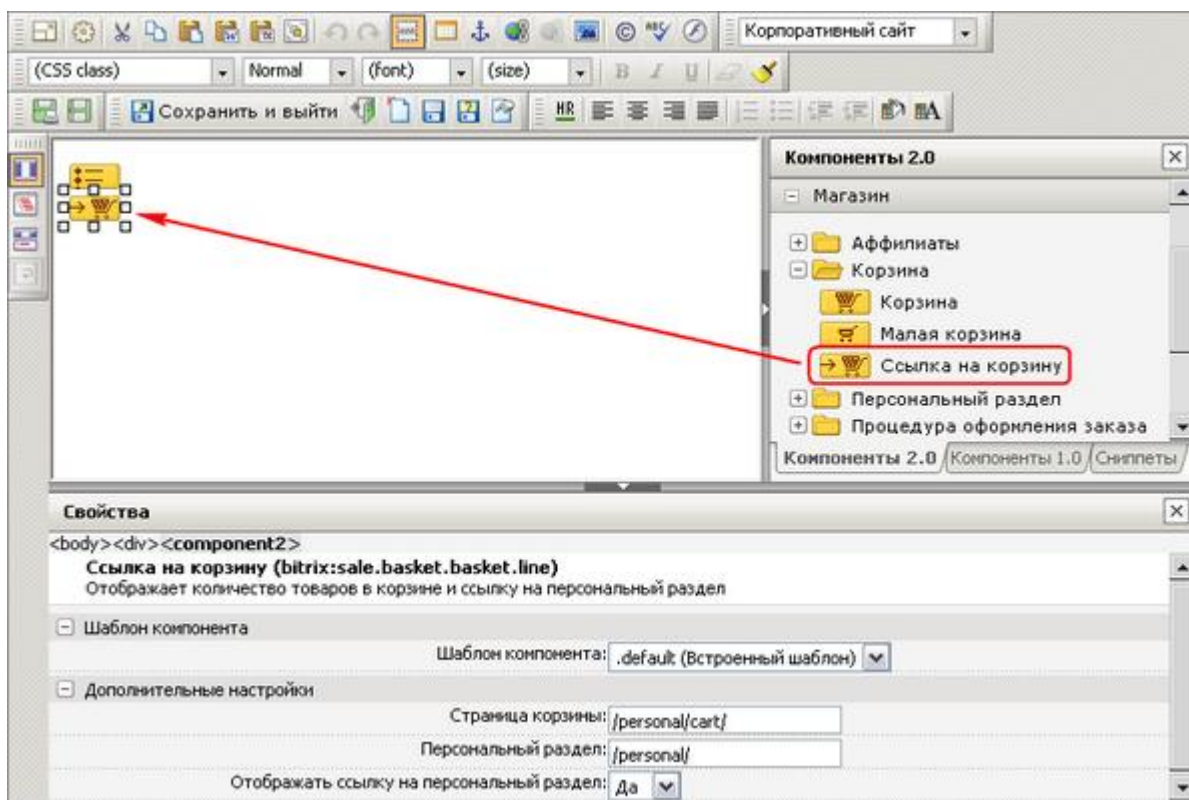 Корпоративный сайт
(CSS class) Normal (font) (size) B I U
Сохранить и выйти HR A
Компоненты 2.0
Магазин
Аффилиаты
Корзина
Корзина
Малая корзина
Ссылка на корзину
Персональный раздел
Процедура оформления заказа
Компоненты 2.0 Компоненты 1.0 Сниппеты
Свойства
<body><div><component2>
Ссылка на корзину (bitrix:sale.basket.basket.line)
Отображает количество товаров в корзине и ссылку на персональный раздел
Шаблон компонента
Шаблон компонента: .default (Встроенный шаблон)
Дополнительные настройки
Страница корзины: /personal/cart/
Персональный раздел: /personal/
Отображать ссылку на персональный раздел: Да